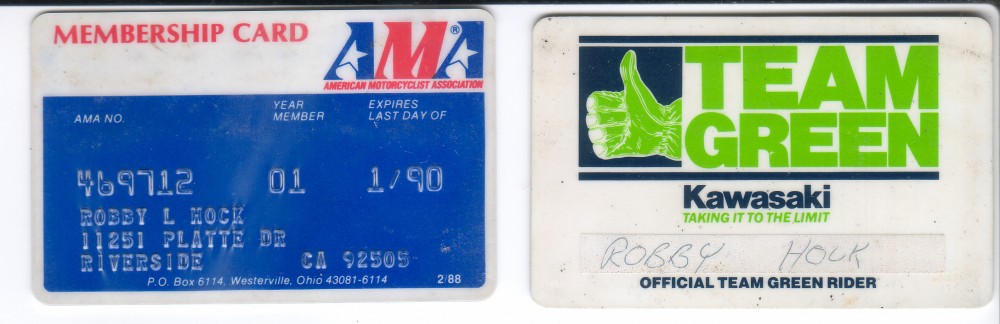 MEMBERSHIP CARD
AMA®
AMERICAN MOTORCYCLIST ASSOCIATION
AMA NO. YEAR MEMBER EXPIRES LAST DAY OF
469712 01 1/90
ROBBY L HOCK
11251 PLATTE DR
RIVERSIDE CA 92505
P.O. Box 6114, Westerville, Ohio 43081-6114 2/88
TEAM
GREEN
Kawasaki
TAKING IT TO THE LIMIT
ROBBY HOCK
OFFICIAL TEAM GREEN RIDER